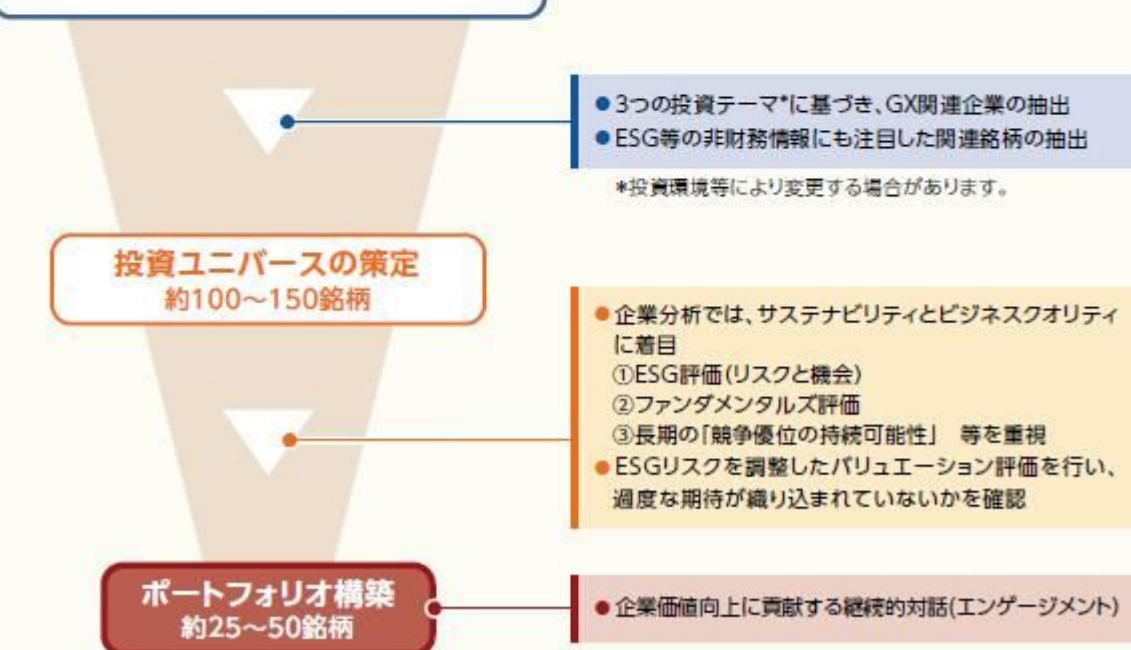 ●3つの投資テーマ*に基づき、GX関連企業の抽出
●ESG等の非財務情報にも注目した関連銘柄の抽出
*投資環境等により変更する場合があります。
投資ユニバースの策定
約100〜150銘柄
●企業分析では、サステナビリティとビジネスクオリティ
に着目
①ESG評価(リスクと機会)
②ファンダメンタルズ評価
③長期の「競争優位の持続可能性」 等を重視
●ESGリスクを調整したバリュエーション評価を行い、
過度な期待が織り込まれていないかを確認
ポートフォリオ構築
約25〜50銘柄
●企業価値向上に貢献する継続的対話(エンゲージメント)